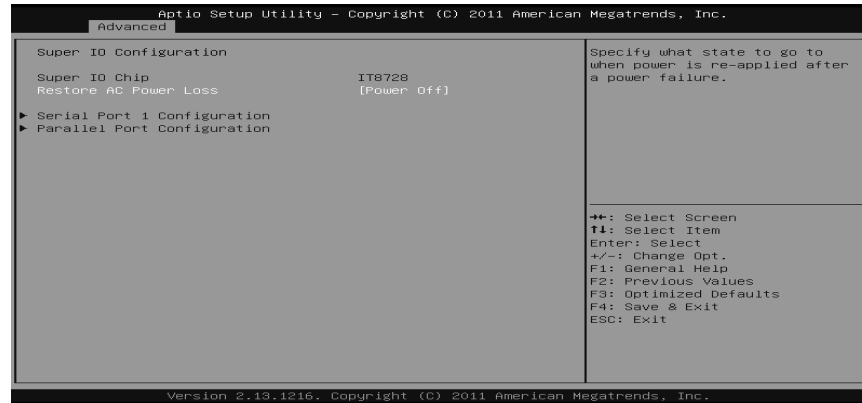 Aptio Setup Utility – Copyright (C) 2011 American Megatrends, Inc.
Advanced
Super IO Configuration
Super IO Chip IT8728
Restore AC Power Loss [Power Off]
► Serial Port 1 Configuration
► Parallel Port Configuration
Specify what state to go to
when power is re-applied after
a power failure.
→←: Select Screen
↑↓: Select Item
Enter: Select
+/-: Change Opt.
F1: General Help
F2: Previous Values
F3: Optimized Defaults
F4: Save & Exit
ESC: Exit
Version 2.13.1216. Copyright (C) 2011 American Megatrends, Inc.